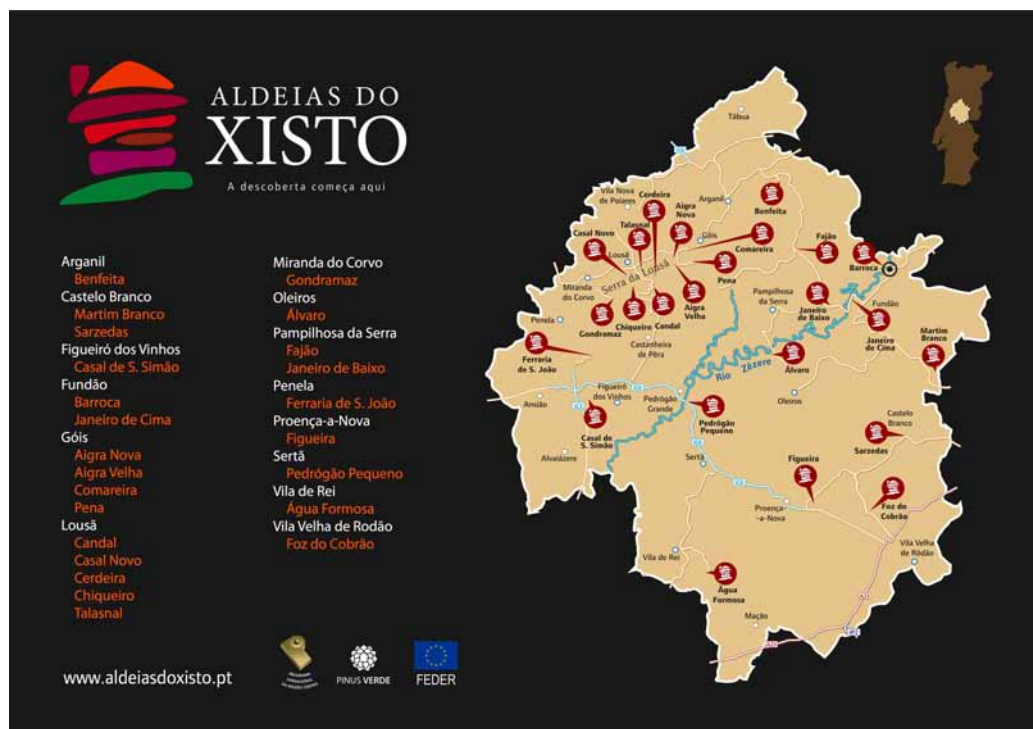 ALDEIAS DO
XISTO
A descoberta começa aqui
Arganil
Benfeita
Castelo Branco
Martim Branco
Sarzedas
Figueiró dos Vinhos
Casal de S. Simão
Fundão
Barroca
Janeiro de Cima
Góis
Aigra Nova
Aigra Velha
Comareira
Pena
Lousã
Candal
Casal Novo
Cerdeira
Chiqueiro
Talasnal
Miranda do Corvo
Gondramaz
Oleiros
Álvaro
Pampilhosa da Serra
Fajão
Janeiro de Baixo
Penela
Ferraria de S. João
Proença-a-Nova
Figueira
Sertã
Pedrógão Pequeno
Vila de Rei
Água Formosa
Vila Velha de Rodão
Foz do Cobrão
www.aldeiasdoxisto.pt
PROGRAMA
OPERACIONAL
DA REGIÃO CENTRO
PINUS VERDE
FEDER
Tábua
Vila Nova
de Poiares
Cerdeira
Arganil
Aigra
Nova
Benfeita
Talasnal
Casal Novo
Góis
Comareira
Fajão
Lousã
Barroca
Serra da Lousã
Pena
Miranda
do Corvo
Pampilhosa
da Serra
Aigra
Velha
Janeiro
de Baixo
Fundão
Penela
Gondramaz
Chiqueiro
Candal
Janeiro
de Cima
Martim
Branco
Castanheira
de Pêra
Ferraria
de S. João
Rio Zêzere
Álvaro
Ansião
Figueiró
dos Vinhos
Pedrógão
Grande
Oleiros
Castelo
Branco
Pedrógão
Pequeno
Casal de
S. Simão
Sarzedas
Alvaiázere
Sertã
Figueira
Foz do
Cobrão
Proença-
-a-Nova
Vila Velha
de Ródão
Vila de Rei
Água
Formosa
Mação